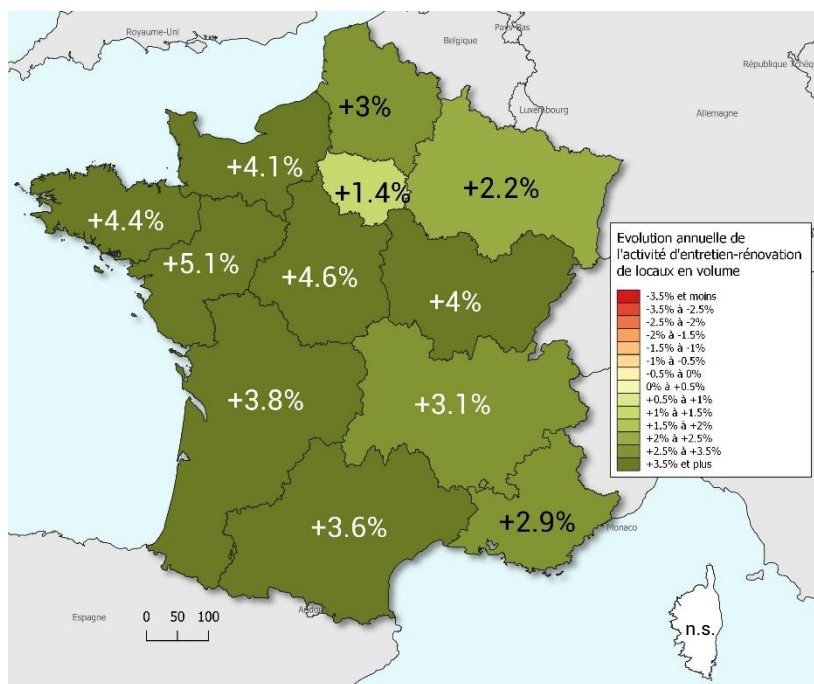 Royaume-Uni
Belgique
Pays-Bas
République Tchèq
Luxembourg
Allemagne
+3%
+4.1%
+1.4%
+2.2%
+4.4%
+5.1%
+4.6%
+4%
+3.8%
+3.1%
+3.6%
+2.9%
Monaco
Evolution annuelle de
l'activité d'entretien-rénovation
de locaux en volume
-3.5% et moins
-3.5% à -2.5%
-2.5% à -2%
-2% à -1.5%
-1.5% à -1%
-1% à -0.5%
-0.5% à 0%
0% à +0.5%
+0.5% à +1%
+1% à +1.5%
+1.5% à +2%
+2% à +2.5%
+2.5% à +3.5%
+3.5% et plus
Espagne
0 50 100
Andor
n.s.